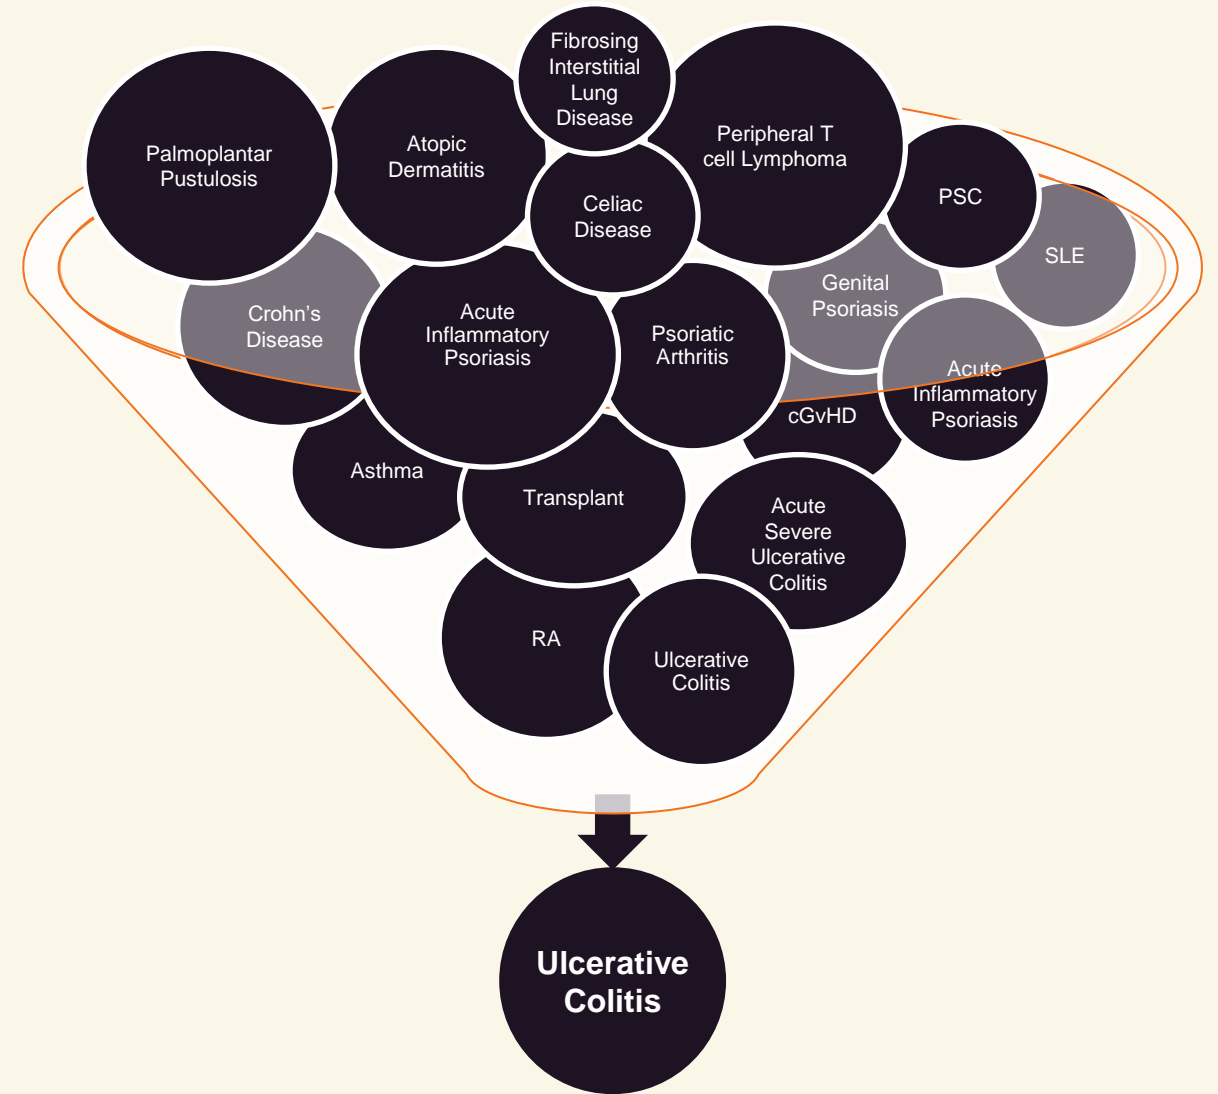 Fibrosing
Interstitial
Lung
Disease
Palmoplantar
Pustulosis
Atopic
Dermatitis
Peripheral T
cell Lymphoma
Celiac
Disease
PSC
SLE
Crohn's
Disease
Acute
Inflammatory
Psoriasis
Psoriatic
Arthritis
Genital
Psoriasis
Acute
Inflammatory
Psoriasis
cGvHD
Asthma
Transplant
Acute
Severe
Ulcerative
Colitis
RA
Ulcerative
Colitis
Ulcerative
Colitis